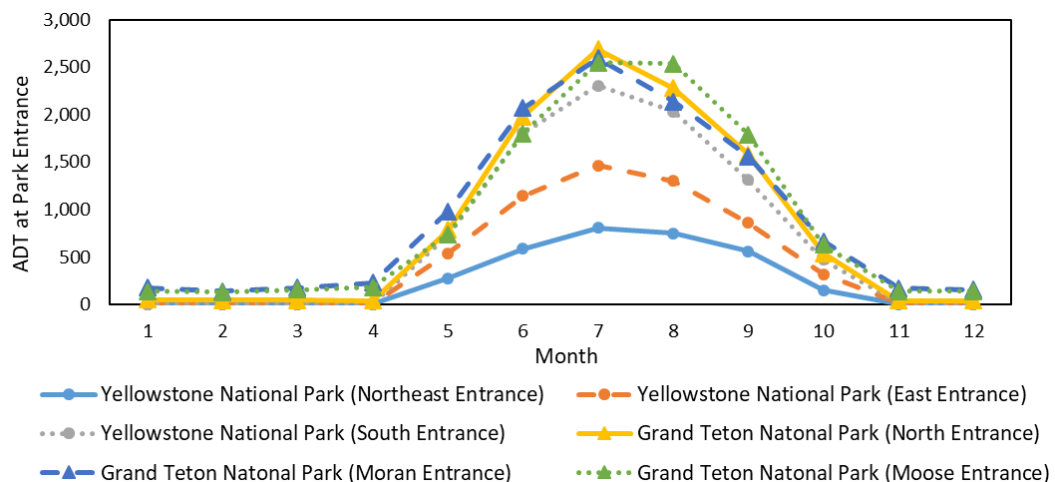 3,000
2,500
2,000
1,500
1,000
500
0
ADT at Park Entrance
1 2 3 4 5 6 7 8 9 10 11 12
Month
Yellowstone National Park (Northeast Entrance) Yellowstone National Park (East Entrance)
Yellowstone National Park (South Entrance) Grand Teton Natonal Park (North Entrance)
Grand Teton Natonal Park (Moran Entrance) Grand Teton Natonal Park (Moose Entrance)